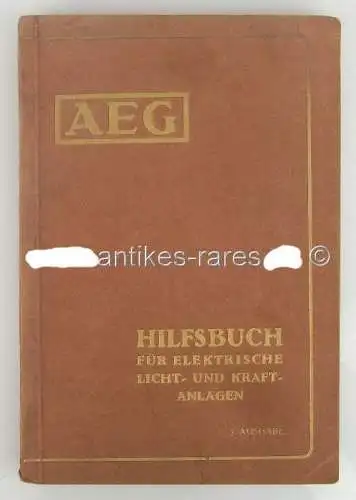 AEG
antikes-rares ©
HILFSBUCH
FÜR ELEKTRISCHE
LICHT- UND KRAFT-
ANLAGEN
AUSGABE